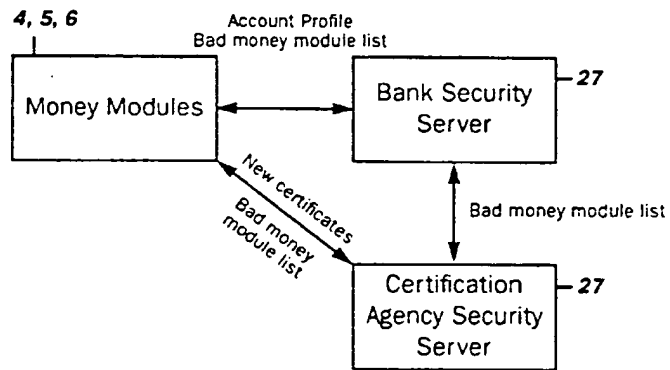 4, 5, 6
Account Profile
Bad money module list
Money Modules
Bank Security
Server
27
New certificates
Bad money
module list
Bad money module list
Certification
Agency Security
Server
27